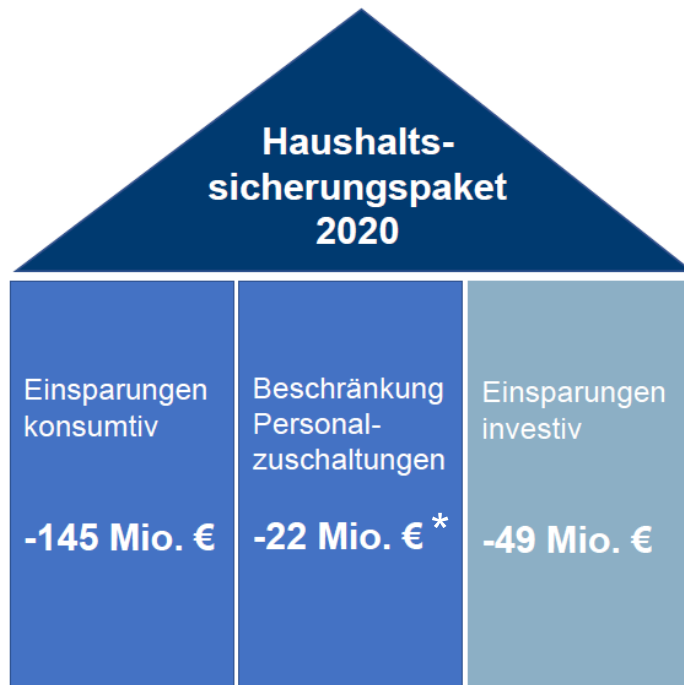 Haushalts-
sicherungspaket
2020
Einsparungen
konsumtiv
-145 Mio. €
Beschränkung
Personal-
zuschaltungen
-22 Mio. € *
Einsparungen
investiv
-49 Mio. €